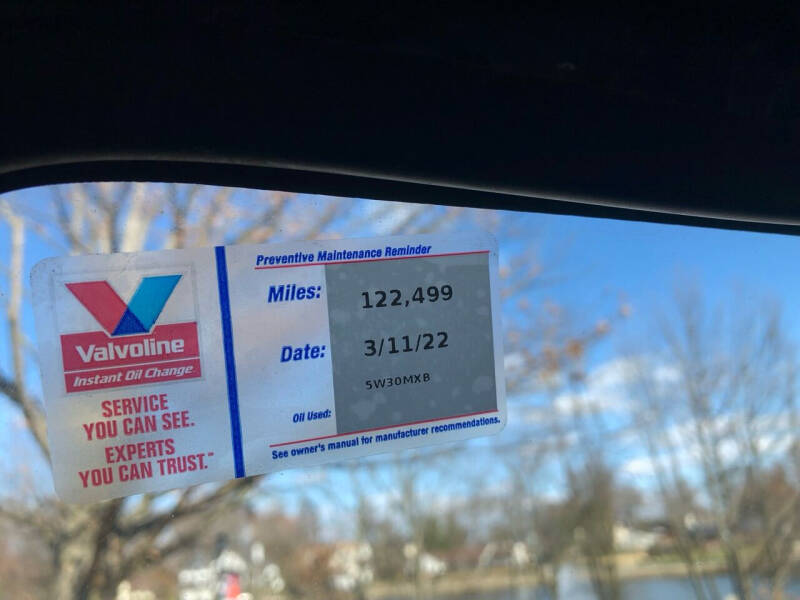 Valvoline
Instant Oil Change
SERVICE
YOU CAN SEE.
EXPERTS
YOU CAN TRUST.™
Preventive Maintenance Reminder
Miles: 122,499
Date: 3/11/22
5W30MXB
Oil Used:
See owner's manual for manufacturer recommendations.